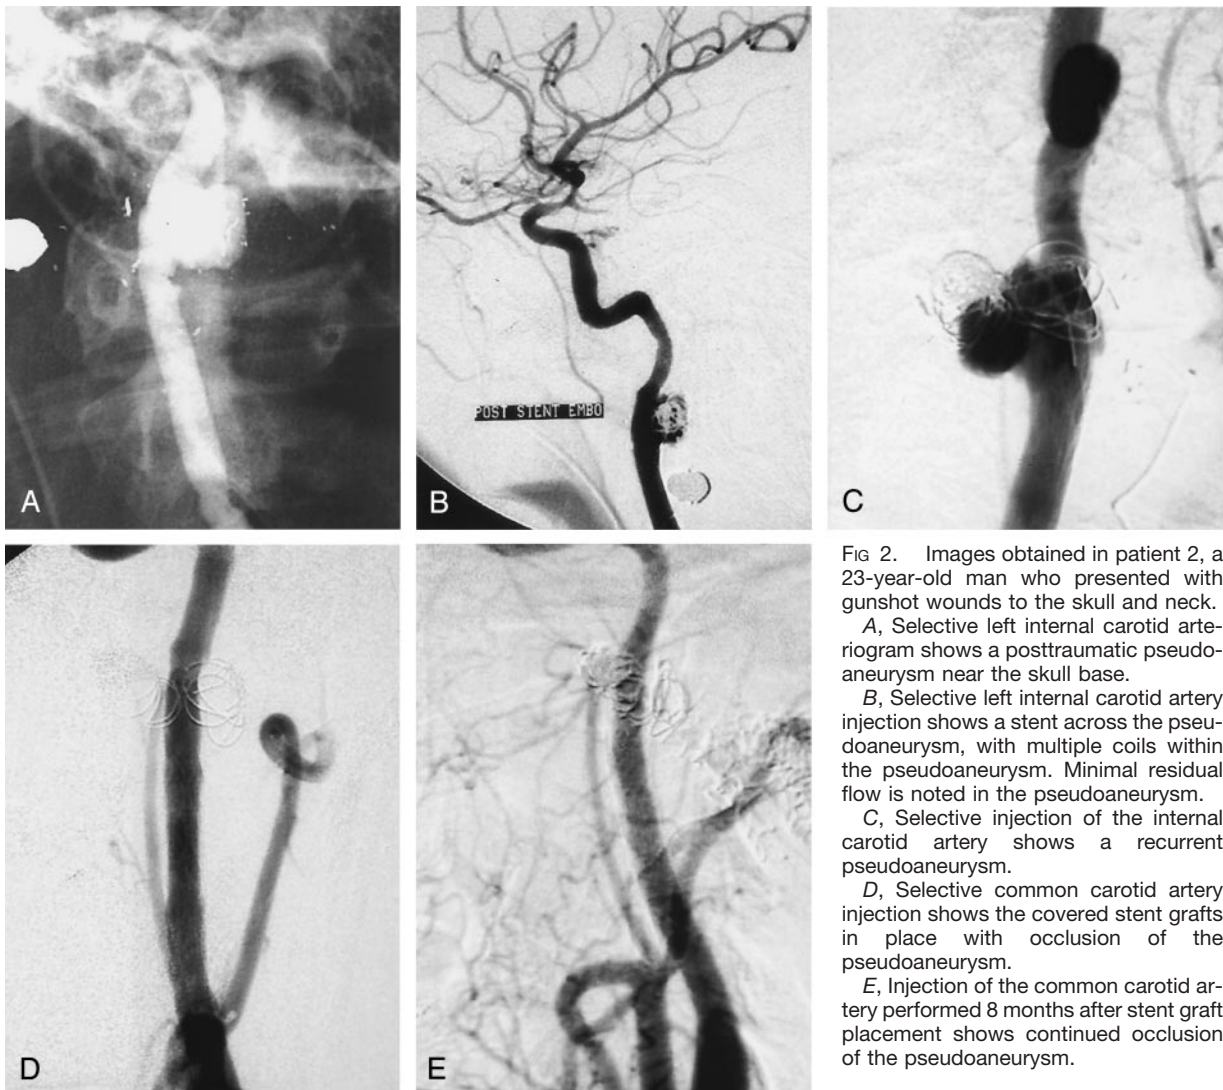 A
B
POST STENT EMBO
C
D
E
FIG 2. Images obtained in patient 2, a
23-year-old man who presented with
gunshot wounds to the skull and neck.
A, Selective left internal carotid arte-
riogram shows a posttraumatic pseudo-
aneurysm near the skull base.
B, Selective left internal carotid artery
injection shows a stent across the pseu-
doaneurysm, with multiple coils within
the pseudoaneurysm. Minimal residual
flow is noted in the pseudoaneurysm.
C, Selective injection of the internal
carotid artery shows a recurrent
pseudoaneurysm.
D, Selective common carotid artery
injection shows the covered stent grafts
in place with occlusion of the
pseudoaneurysm.
E, Injection of the common carotid ar-
tery performed 8 months after stent graft
placement shows continued occlusion
of the pseudoaneurysm.